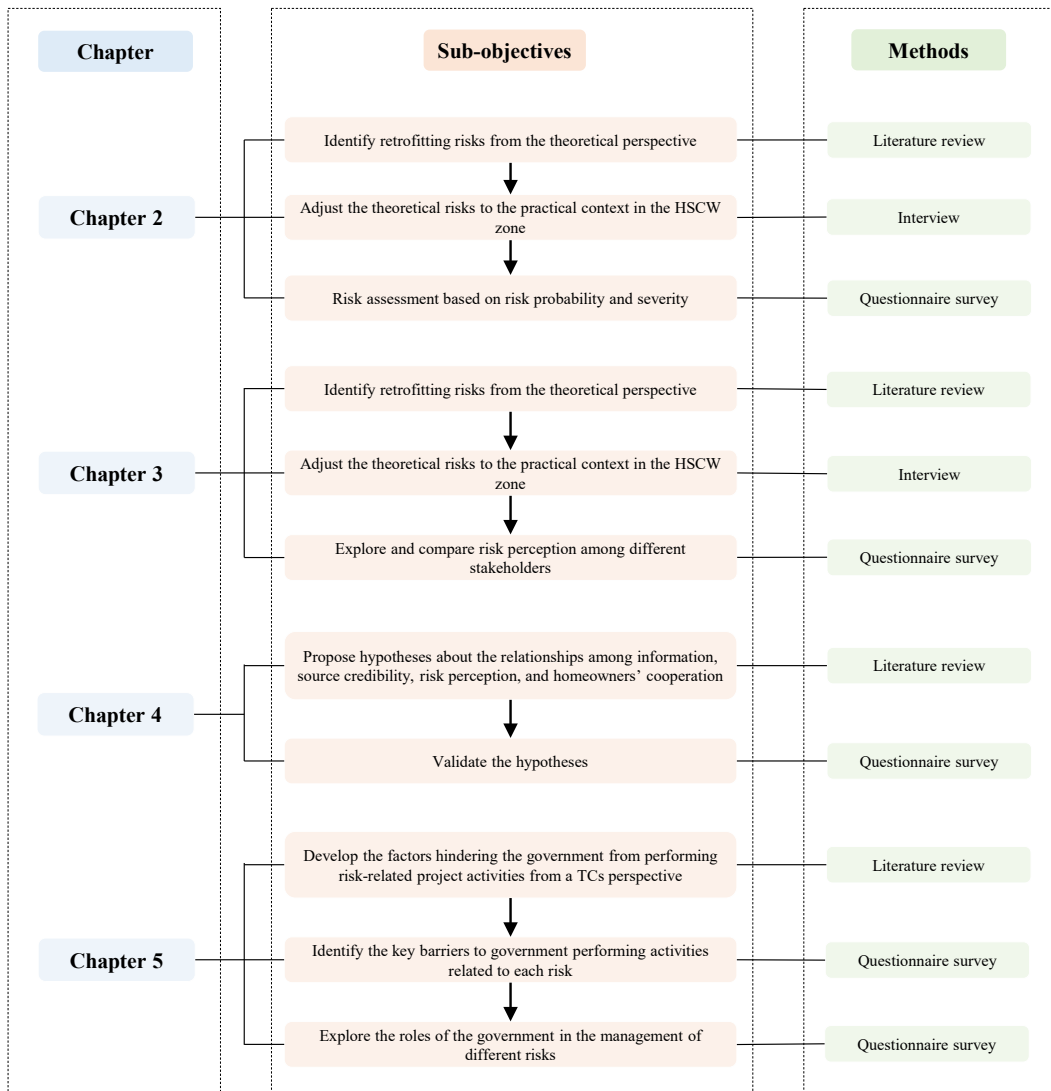 Chapter
Sub-objectives
Methods
Identify retrofitting risks from the theoretical perspective
Literature review
Chapter 2
Adjust the theoretical risks to the practical context in the HSCW
zone
Interview
Risk assessment based on risk probability and severity
Questionnaire survey
Identify retrofitting risks from the theoretical perspective
Literature review
Chapter 3
Adjust the theoretical risks to the practical context in the HSCW
zone
Interview
Explore and compare risk perception among different
stakeholders
Questionnaire survey
Chapter 4
Propose hypotheses about the relationships among information,
source credibility, risk perception, and homeowners’ cooperation
Literature review
Validate the hypotheses
Questionnaire survey
Develop the factors hindering the government from performing
risk-related project activities from a TCs perspective
Literature review
Chapter 5
Identify the key barriers to government performing activities
related to each risk
Questionnaire survey
Explore the roles of the government in the management of
different risks
Questionnaire survey